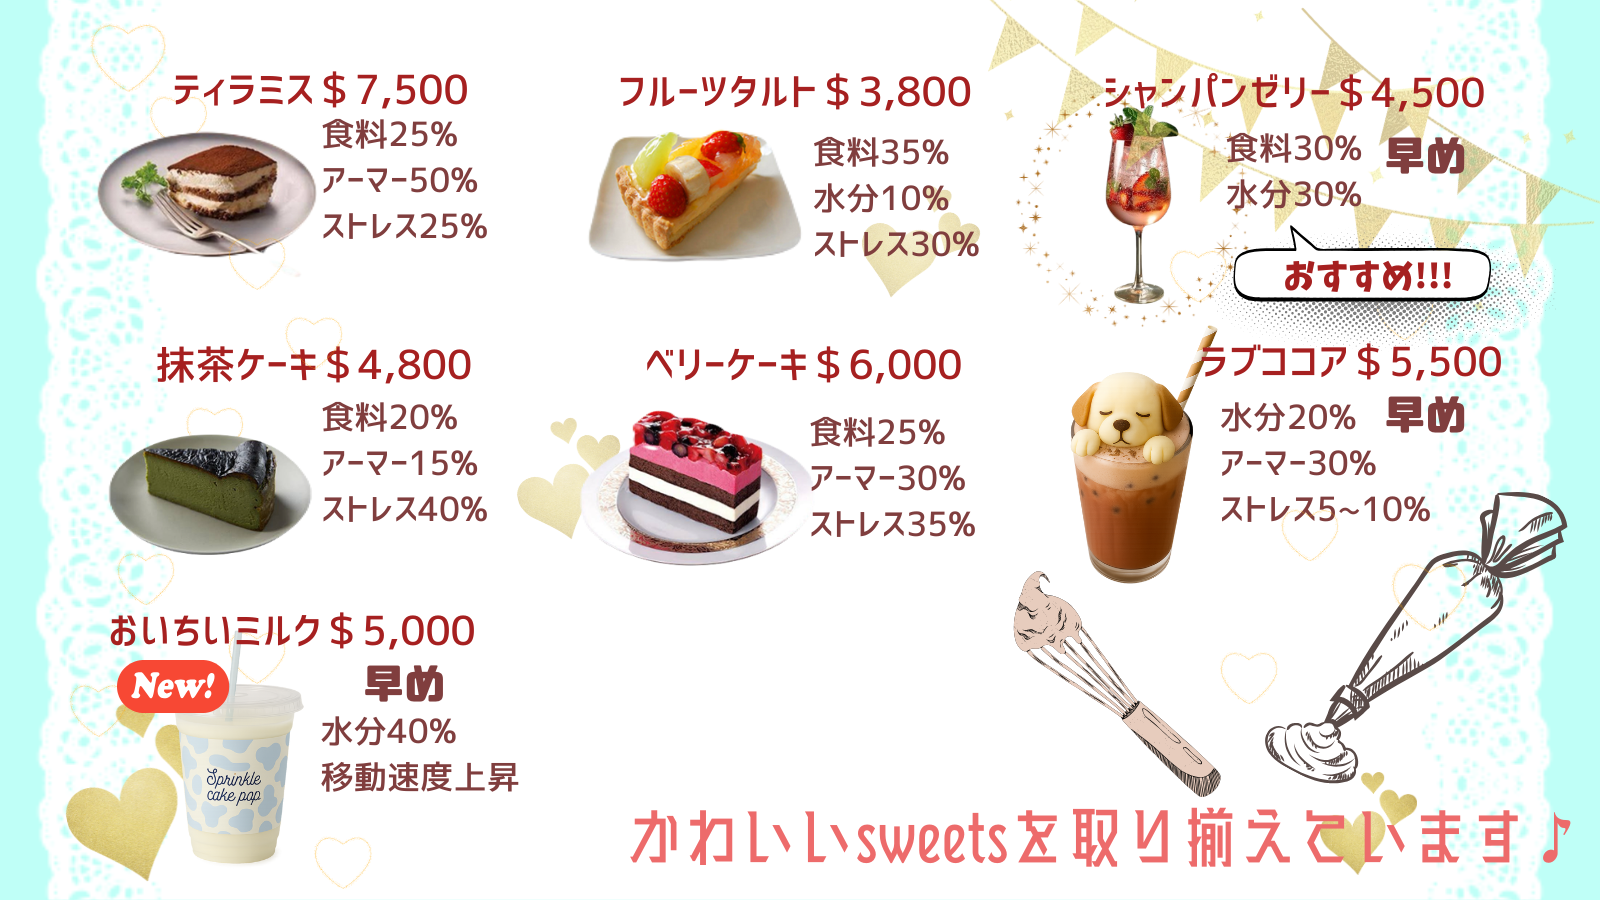 ティラミス＄7,500
食料25%
アーマー50%
ストレス25%
フルーツタルト＄3,800
食料35%
水分10%
ストレス30%
シャンパンゼリー＄4,500
食料30%
早め
水分30%
おすすめ!!!
抹茶ケーキ＄4,800
食料20%
アーマー15%
ストレス40%
ベリーケーキ＄6,000
食料25%
アーマー30%
ストレス35%
ラブココア＄5,500
水分20%
早め
アーマー30%
ストレス5~10%
おいちいミルク＄5,000
New!
早め
水分40%
移動速度上昇
Sprinkle
cake pop
かわいいsweetsを取り揃えています♪